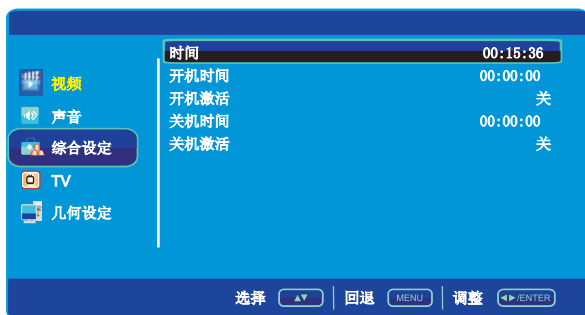 视频
声音
综合设定
TV
几何设定
时间 00:15:36
开机时间 00:00:00
开机激活 关
关机时间 00:00:00
关机激活 关
选择 ▲▼ 回退 MENU 调整 ◀▶/ENTER